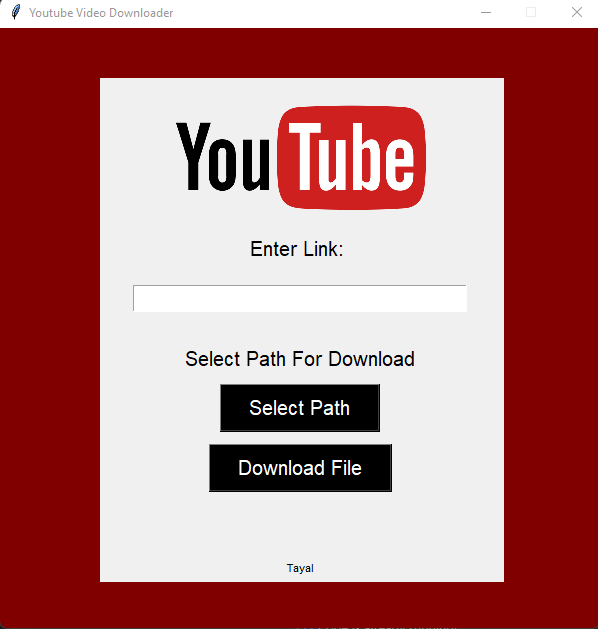 Youtube Video Downloader
YouTube
Enter Link:
Select Path For Download
Select Path
Download File
Tayal